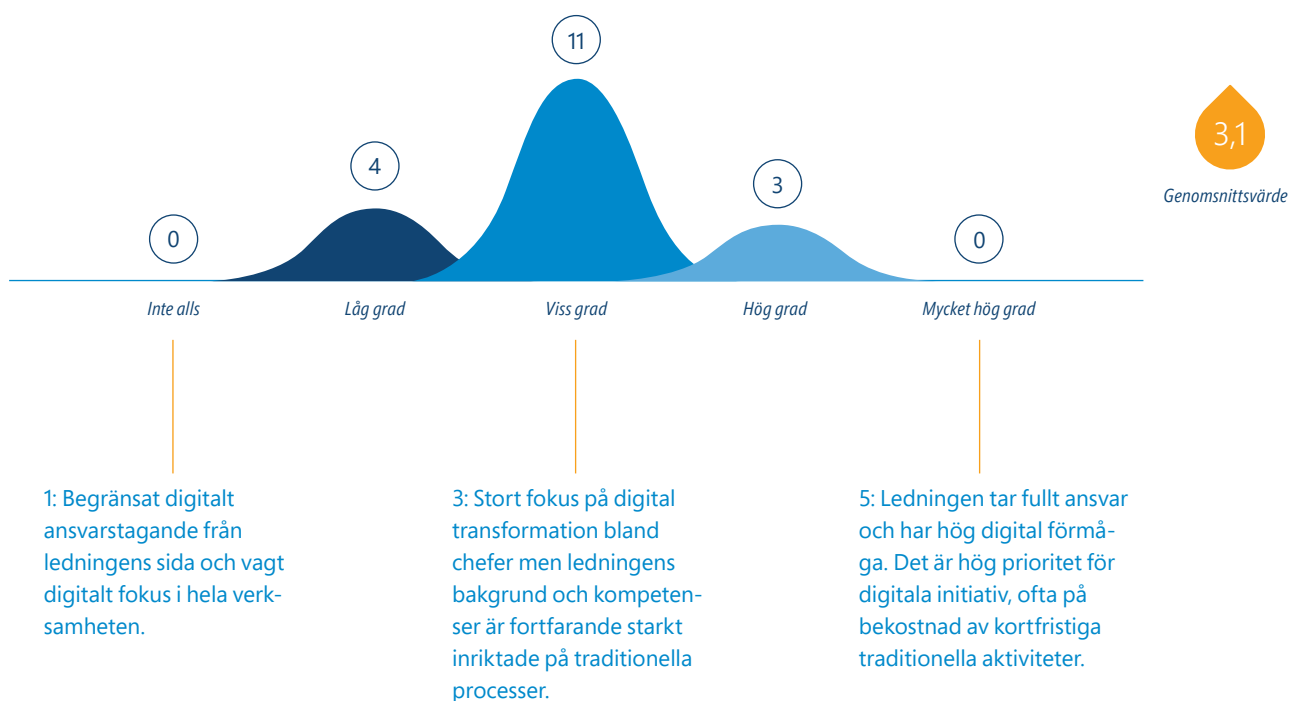 11
3,1
4
3
Genomsnittsvärde
0
0
Inte alls
Låg grad
Viss grad
Hög grad
Mycket hög grad
1: Begränsat digitalt
ansvarstagande från
ledningens sida och vagt
digitalt fokus i hela verk-
samheten.
3: Stort fokus på digital
transformation bland
chefer men ledningens
bakgrund och kompeten-
ser är fortfarande starkt
inriktade på traditionella
processer.
5: Ledningen tar fullt ansvar
och har hög digital förmå-
ga. Det är hög prioritet för
digitala initiativ, ofta på
bekostnad av kortfristiga
traditionella aktiviteter.